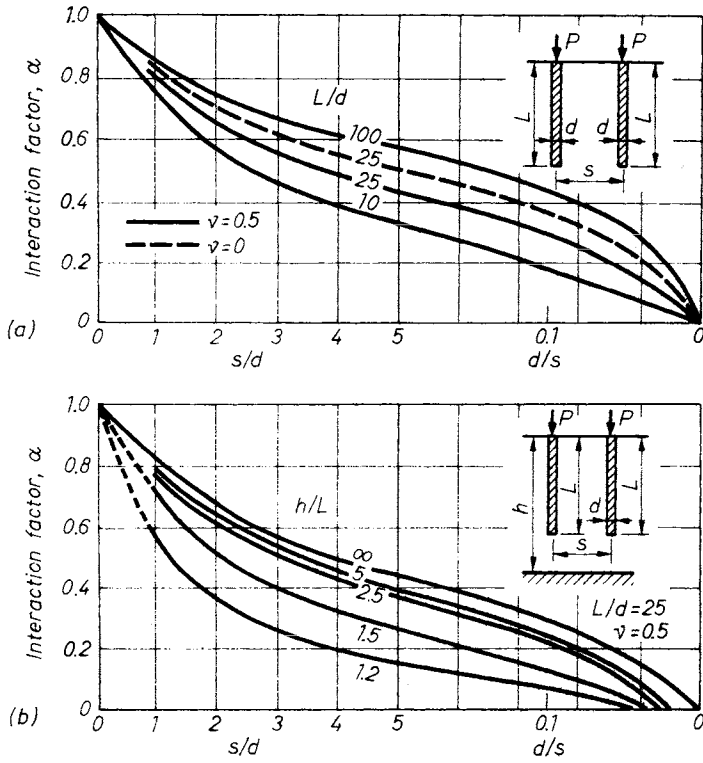 1.0
0.8
0.6
0.4
0.2
0
Interaction factor, α
L/d
100
25
25
10
ν=0.5
ν=0
P P
L d d L
s
(a)
0 1 2 3 4 5 0.1 0
s/d d/s
1.0
0.8
0.6
0.4
0.2
0
Interaction factor, α
h/L
∞
5
2.5
1.5
1.2
P P
h L d L
s
L/d=25
ν=0.5
(b)
0 1 2 3 4 5 0.1 0
s/d d/s